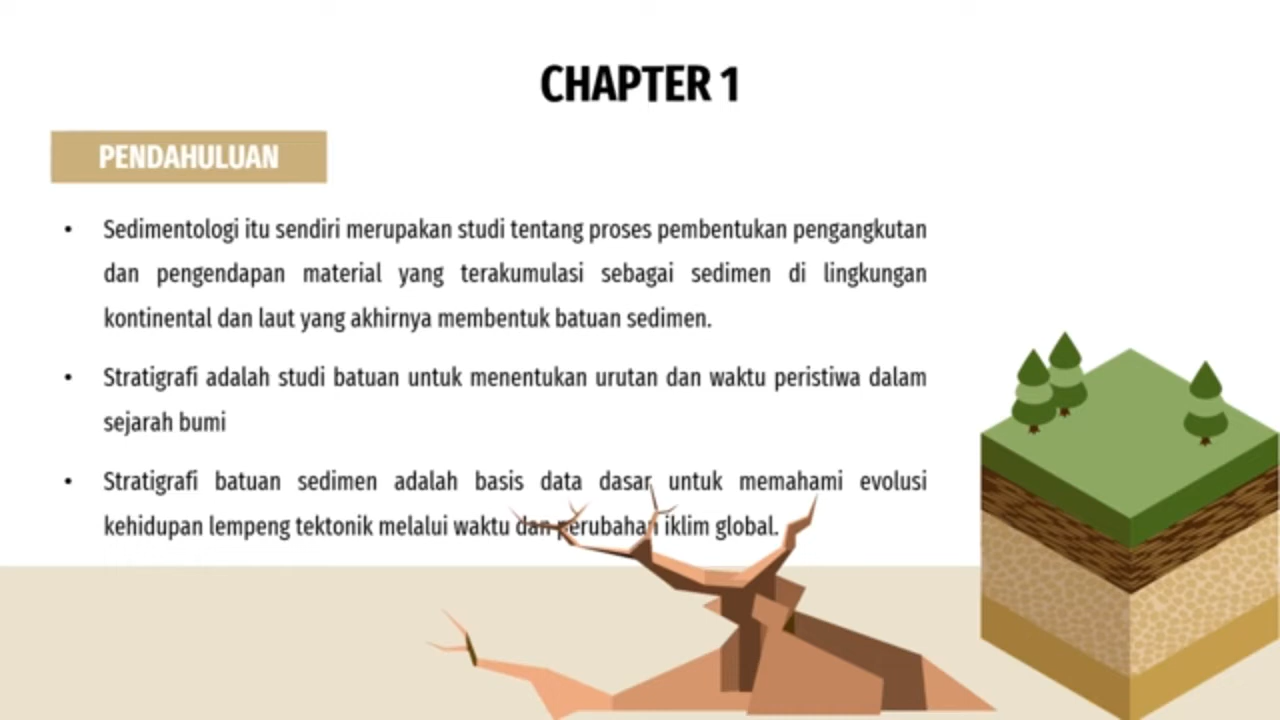 CHAPTER 1
PENDAHULUAN
• Sedimentologi itu sendiri merupakan studi tentang proses pembentukan pengangkutan
dan pengendapan material yang terakumulasi sebagai sedimen di lingkungan
kontinental dan laut yang akhirnya membentuk batuan sedimen.
• Stratigrafi adalah studi batuan untuk menentukan urutan dan waktu peristiwa dalam
sejarah bumi
• Stratigrafi batuan sedimen adalah basis data dasar untuk memahami evolusi
kehidupan lempeng tektonik melalui waktu dan perubahan iklim global.